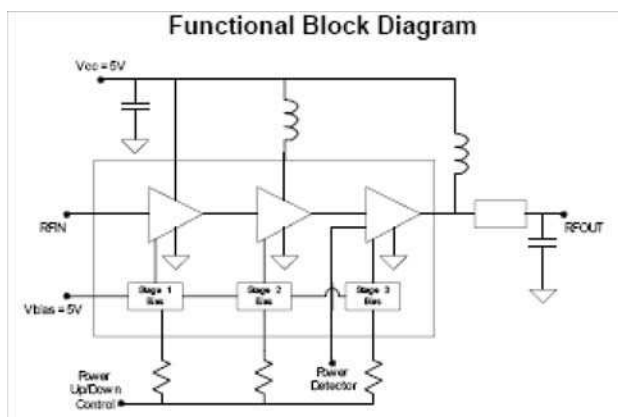 Functional Block Diagram
Vcc = 5V
RFIN
RFOUT
Stage 1
Bias
Stage 2
Bias
Stage 3
Bias
Vbias = 5V
Power
Up/Down
Control
Power
Detector